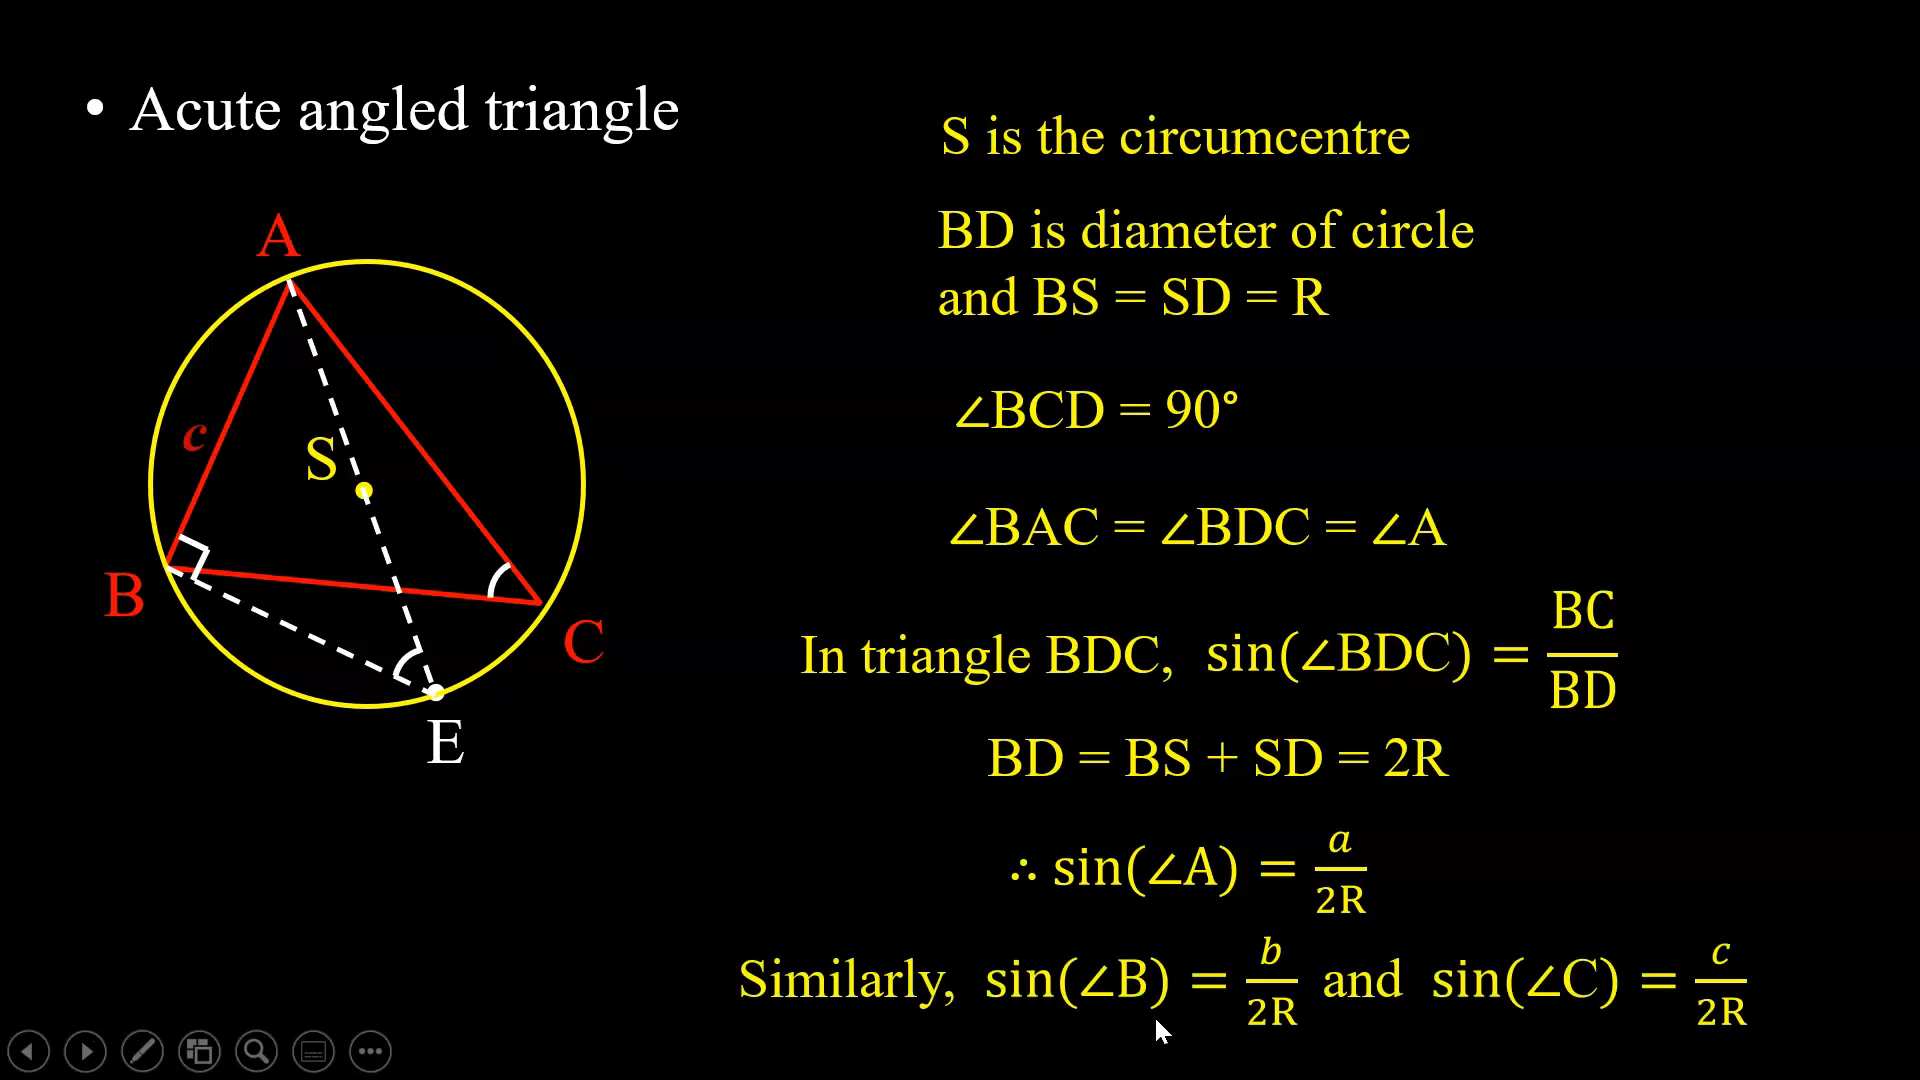 • Acute angled triangle
S is the circumcentre
BD is diameter of circle
and BS = SD = R
∠BCD = 90°
∠BAC = ∠BDC = ∠A
In triangle BDC, sin(∠BDC) = BC/BD
BD = BS + SD = 2R
∴ sin(∠A) = a/2R
Similarly, sin(∠B) = b/2R and sin(∠C) = c/2R
A
c
S
B
C
E